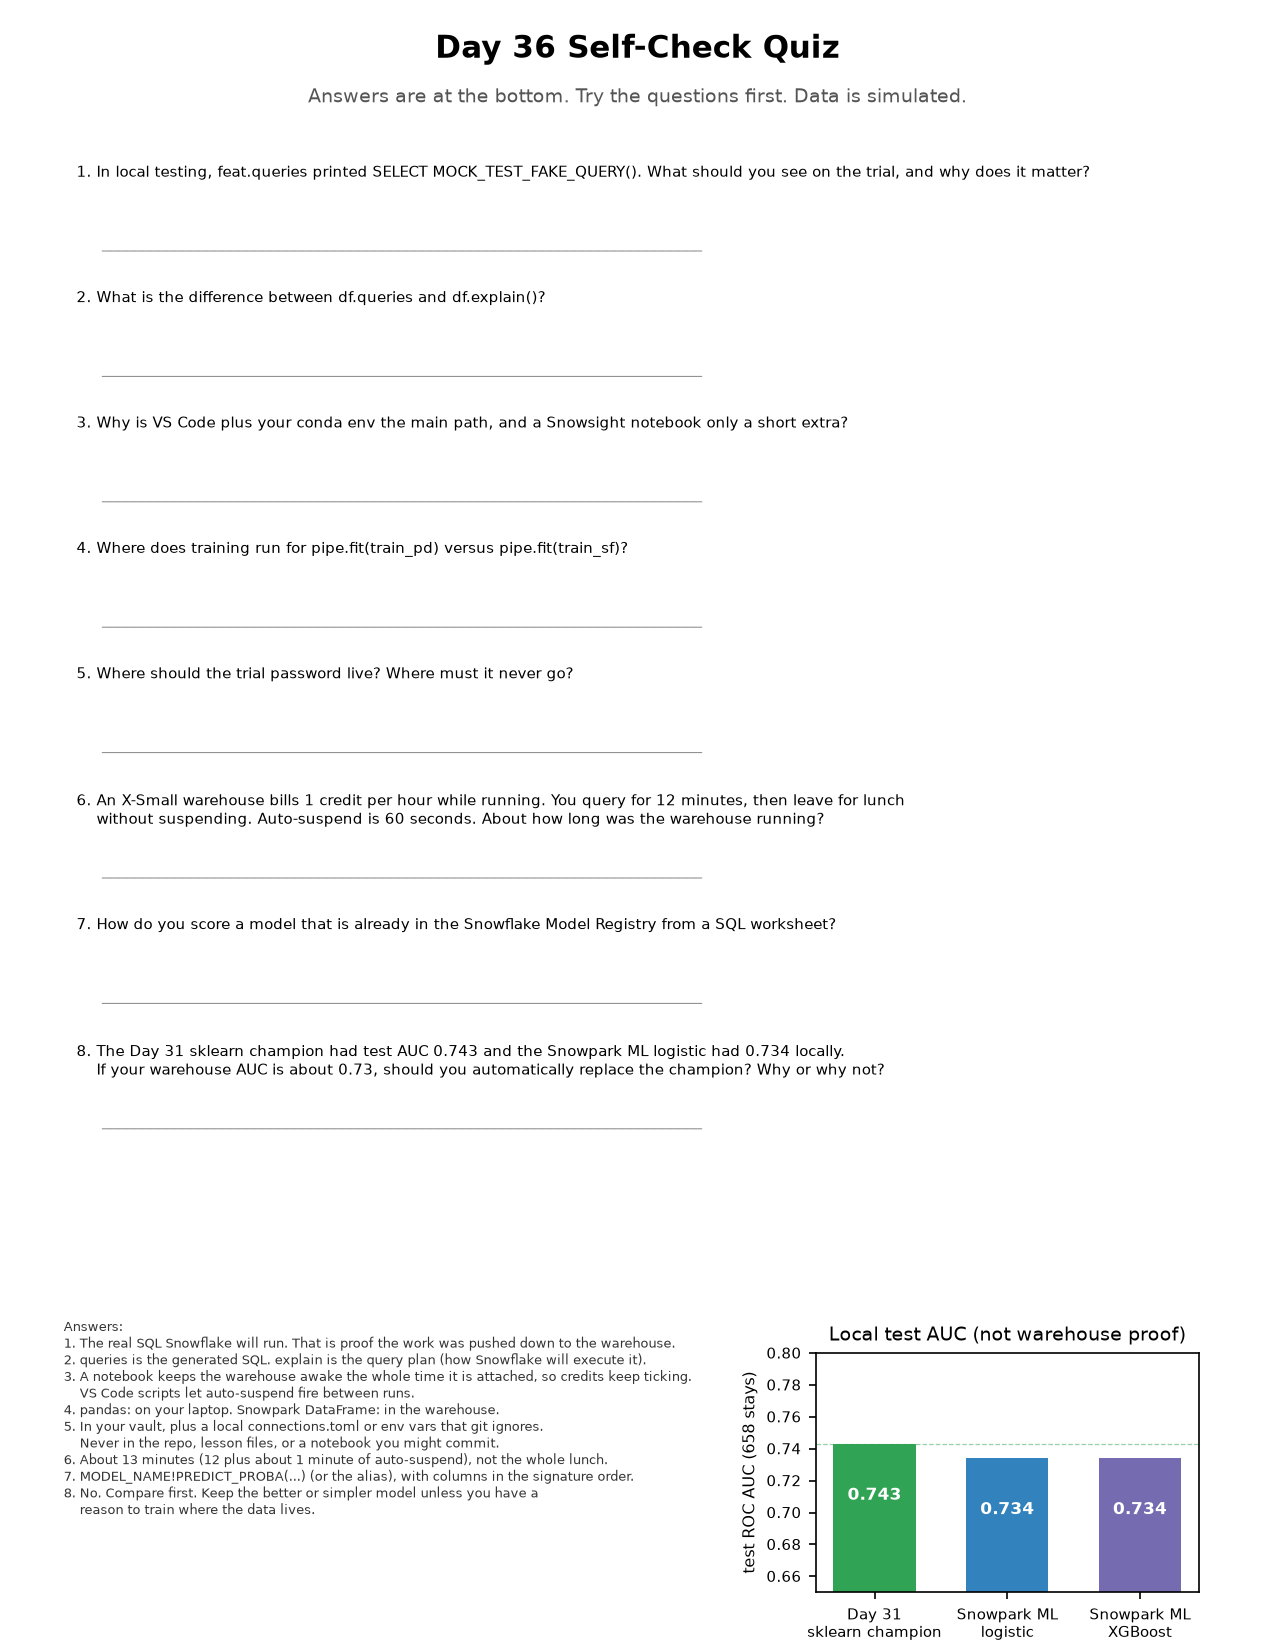 Day 36 Self-Check Quiz
Answers are at the bottom. Try the questions first. Data is simulated.
1. In local testing, feat.queries printed SELECT MOCK_TEST_FAKE_QUERY(). What should you see on the trial, and why does it matter?
2. What is the difference between df.queries and df.explain()?
3. Why is VS Code plus your conda env the main path, and a Snowsight notebook only a short extra?
4. Where does training run for pipe.fit(train_pd) versus pipe.fit(train_sf)?
5. Where should the trial password live? Where must it never go?
6. An X-Small warehouse bills 1 credit per hour while running. You query for 12 minutes, then leave for lunch
without suspending. Auto-suspend is 60 seconds. About how long was the warehouse running?
7. How do you score a model that is already in the Snowflake Model Registry from a SQL worksheet?
8. The Day 31 sklearn champion had test AUC 0.743 and the Snowpark ML logistic had 0.734 locally.
If your warehouse AUC is about 0.73, should you automatically replace the champion? Why or why not?
Answers:
1. The real SQL Snowflake will run. That is proof the work was pushed down to the warehouse.
2. queries is the generated SQL. explain is the query plan (how Snowflake will execute it).
3. A notebook keeps the warehouse awake the whole time it is attached, so credits keep ticking.
VS Code scripts let auto-suspend fire between runs.
4. pandas: on your laptop. Snowpark DataFrame: in the warehouse.
5. In your vault, plus a local connections.toml or env vars that git ignores.
Never in the repo, lesson files, or a notebook you might commit.
6. About 13 minutes (12 plus about 1 minute of auto-suspend), not the whole lunch.
7. MODEL_NAME!PREDICT_PROBA(...) (or the alias), with columns in the signature order.
8. No. Compare first. Keep the better or simpler model unless you have a
reason to train where the data lives.
Local test AUC (not warehouse proof)
test ROC AUC (658 stays)
0.80
0.78
0.76
0.74
0.72
0.70
0.68
0.66
0.743
0.734
0.734
Day 31
sklearn champion
Snowpark ML
logistic
Snowpark ML
XGBoost